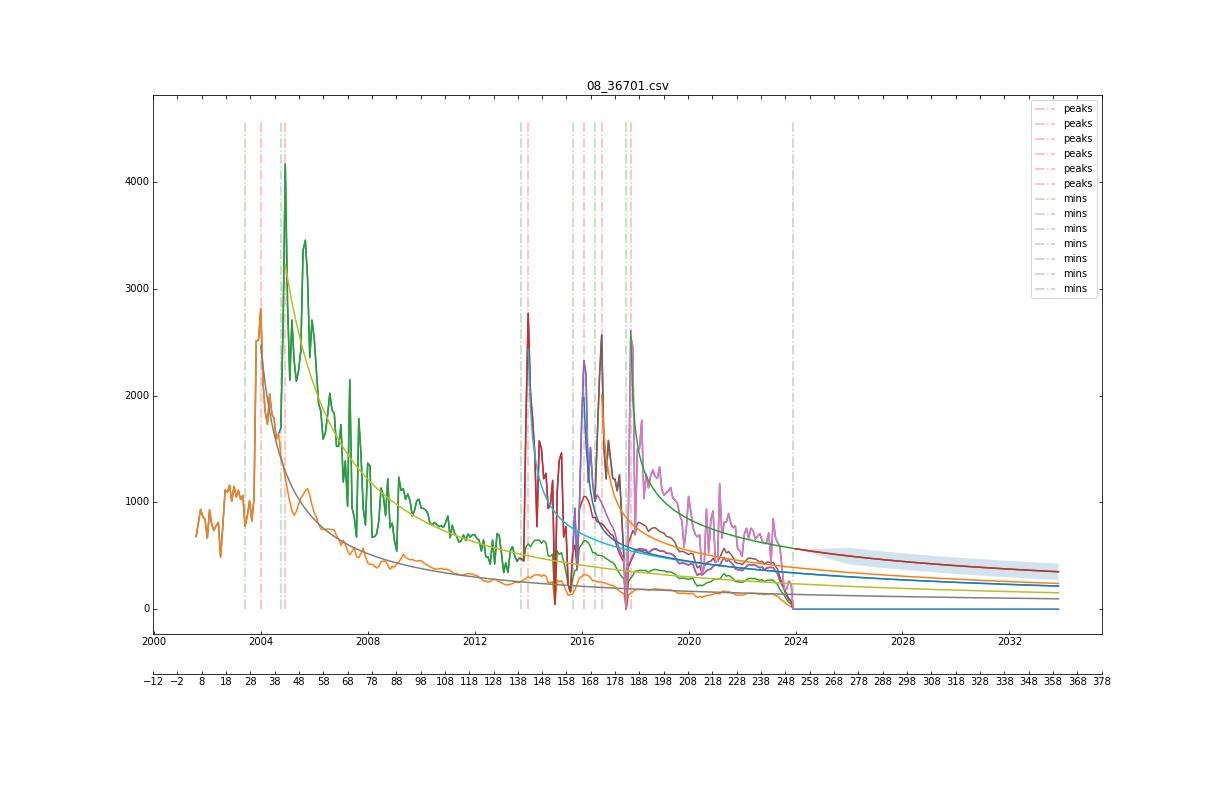 08_36701.csv
peaks
peaks
peaks
peaks
peaks
peaks
mins
mins
mins
mins
mins
mins
mins
4000
3000
2000
1000
0
2000 2004 2008 2012 2016 2020 2024 2028 2032
−12 −2 8 18 28 38 48 58 68 78 88 98 108 118 128 138 148 158 168 178 188 198 208 218 228 238 248 258 268 278 288 298 308 318 328 338 348 358 368 378